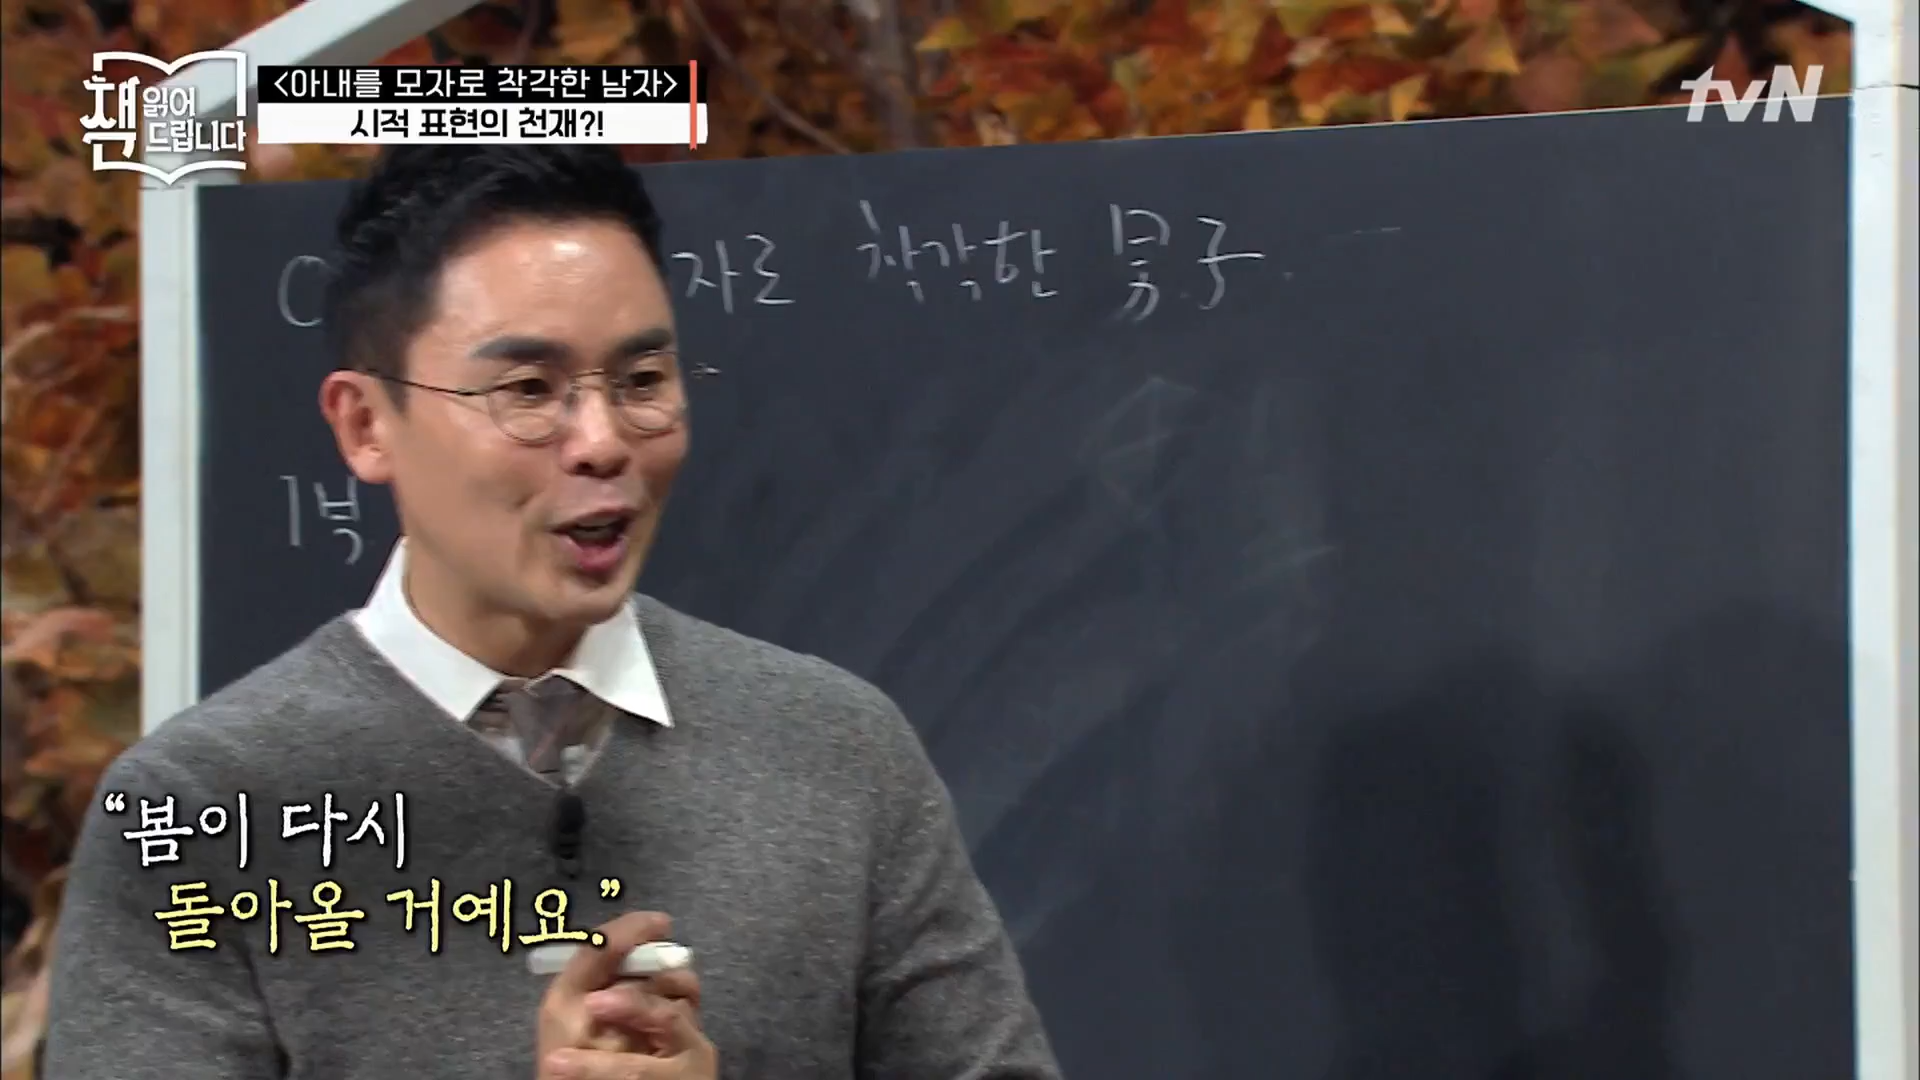 책 읽어
드립니다
<아내를 모자로 착각한 남자>
시적 표현의 천재?!
tvN
자로 착각한 男子
1부
“봄이 다시
돌아올 거예요.”